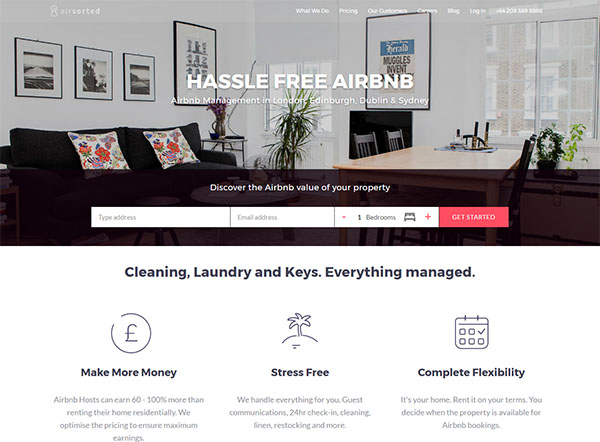 airsorted
What We Do Pricing Our Customers Careers Blog Log In
Herald
MUGGLES
INVENT
HASSLE FREE AIRBNB
Airbnb Management in London, Edinburgh, Dublin & Sydney
Discover the Airbnb value of your property
Type address Email address - 1 Bedrooms + GET STARTED
Cleaning, Laundry and Keys. Everything managed.
£
Make More Money
Airbnb Hosts can earn 60 - 100% more than
renting their home residentially. We
optimise the pricing to ensure maximum
earnings.
Stress Free
We handle everything for you. Guest
communications, 24hr check-in, cleaning,
linen, restocking and more.
Complete Flexibility
It's your home. Rent it on your terms. You
decide when the property is available for
Airbnb bookings.